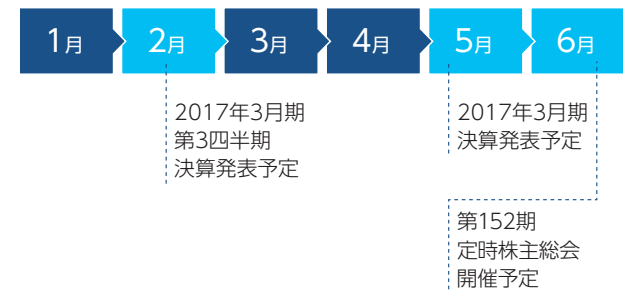 1月 2月 3月 4月 5月 6月
2017年3月期
第3四半期
決算発表予定
2017年3月期
決算発表予定
第152期
定時株主総会
開催予定